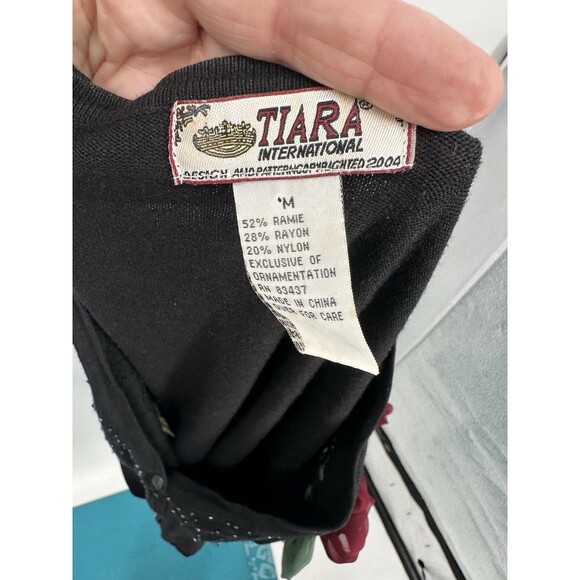 TIARA®
INTERNATIONAL
DESIGN AND PATTERN COPYRIGHTED 2004
M
52% RAMIE
28% RAYON
20% NYLON
EXCLUSIVE OF
ORNAMENTATION
RN 83437
MADE IN CHINA
OVER FOR CARE